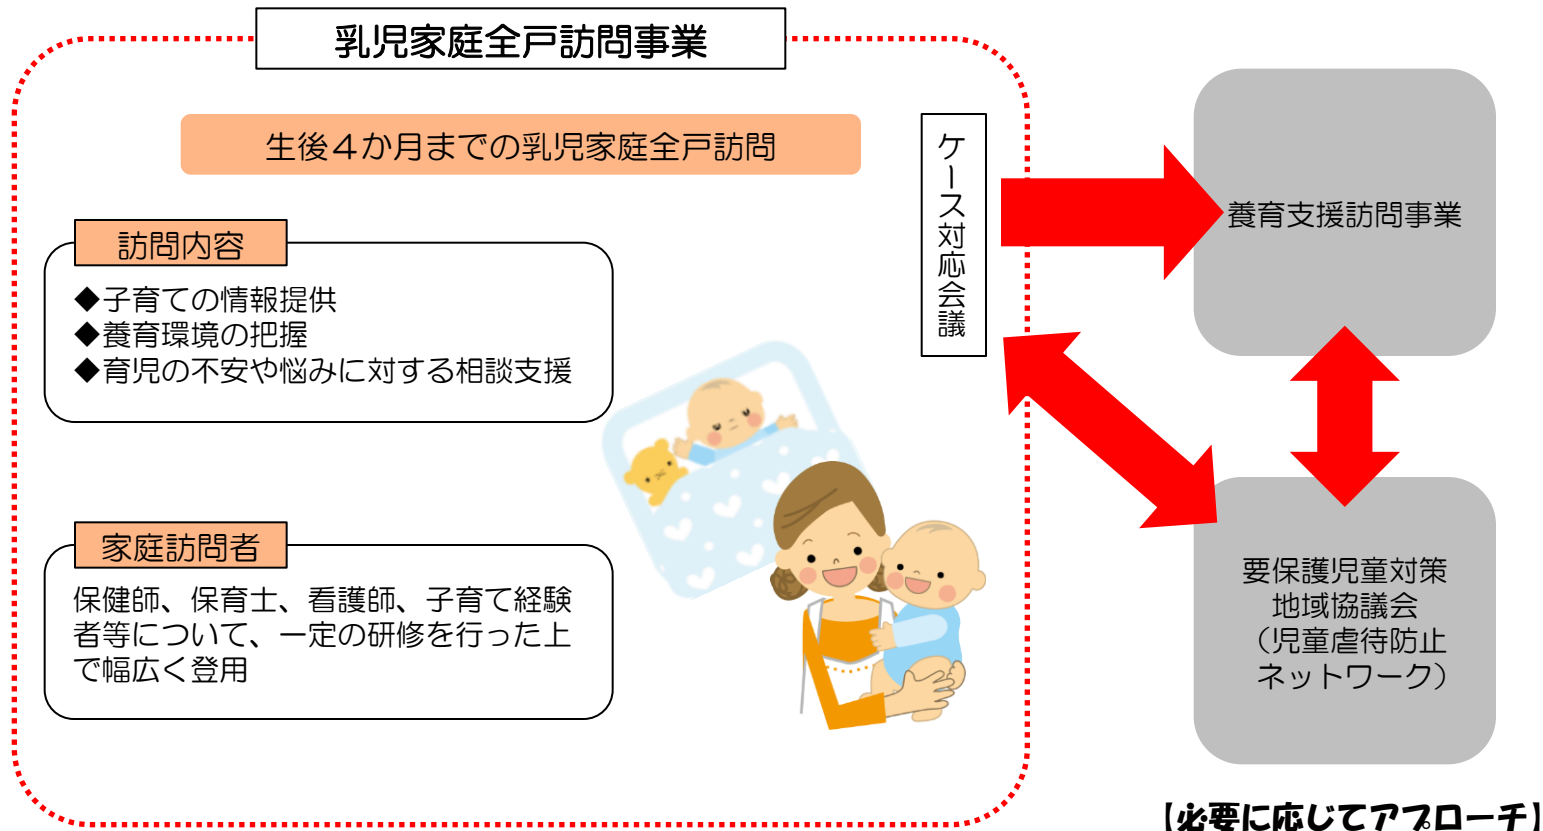 乳児家庭全戸訪問事業
生後４か月までの乳児家庭全戸訪問
訪問内容
◆子育ての情報提供
◆養育環境の把握
◆育児の不安や悩みに対する相談支援
家庭訪問者
保健師、保育士、看護師、子育て経験
者等について、一定の研修を行った上
で幅広く登用
ケース対応会議
養育支援訪問事業
要保護児童対策
地域協議会
（児童虐待防止
ネットワーク）
【必要に応じてアプローチ】